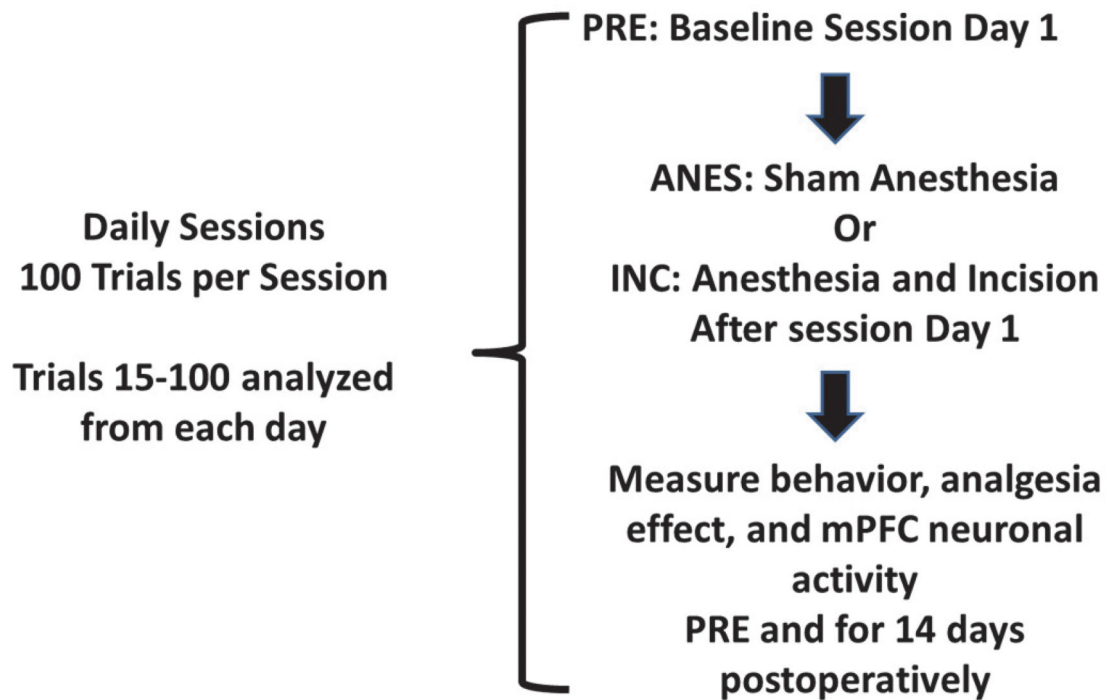 Daily Sessions
100 Trials per Session
Trials 15-100 analyzed
from each day
PRE: Baseline Session Day 1
ANES: Sham Anesthesia
Or
INC: Anesthesia and Incision
After session Day 1
Measure behavior, analgesia
effect, and mPFC neuronal
activity
PRE and for 14 days
postoperatively